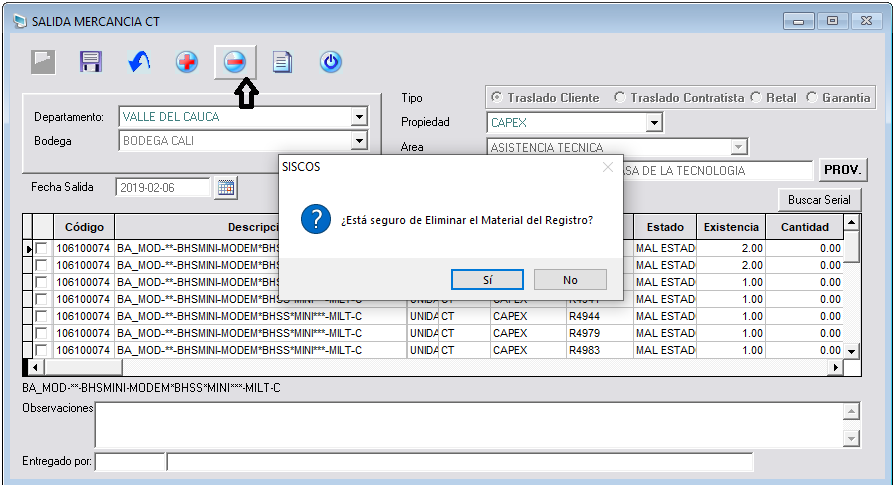 SALIDA MERCANCIA CT
Tipo
Traslado Cliente Traslado Contratista Retal Garantia
Departamento: VALLE DEL CAUCA
Propiedad CAPEX
Bodega BODEGA CALI
Area ASISTENCIA TECNICA
SISCOS
DE LA TECNOLOGIA PROV.
Fecha Salida 2019-02-06
Buscar Serial
¿Está seguro de Eliminar el Material del Registro?
Sí No
Código Descripci Estado Existencia Cantidad
106100074 BA_MOD-**-BHSMINI-MODEM*BHS MAL ESTAD 2.00 0.00
106100074 BA_MOD-**-BHSMINI-MODEM*BHS MAL ESTAD 2.00 0.00
106100074 BA_MOD-**-BHSMINI-MODEM*BHS MAL ESTAD 1.00 0.00
106100074 BA_MOD-**-BHSMINI-MODEM*BHSS*MINI***-MILT-C UNIDA CT CAPEX MAL ESTAD 1.00 0.00
106100074 BA_MOD-**-BHSMINI-MODEM*BHSS*MINI***-MILT-C UNIDA CT CAPEX R4944 MAL ESTAD 1.00 0.00
106100074 BA_MOD-**-BHSMINI-MODEM*BHSS*MINI***-MILT-C UNIDA CT CAPEX R4979 MAL ESTAD 1.00 0.00
106100074 BA_MOD-**-BHSMINI-MODEM*BHSS*MINI***-MILT-C UNIDA CT CAPEX R4983 MAL ESTAD 1.00 0.00
BA_MOD-**-BHSMINI-MODEM*BHSS*MINI***-MILT-C
Observaciones
Entregado por: